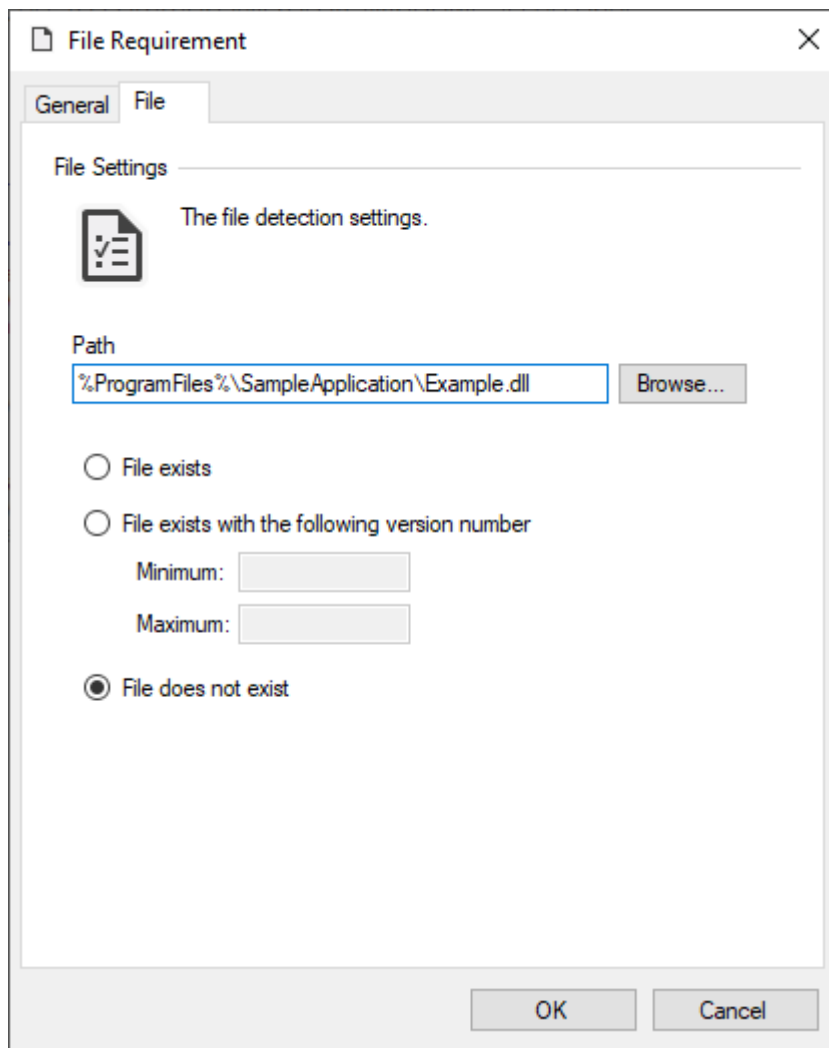 File Requirement
General
File
File Settings
The file detection settings.
Path
%ProgramFiles%\SampleApplication\Example.dll
Browse...
File exists
File exists with the following version number
Minimum:
Maximum:
File does not exist
OK
Cancel